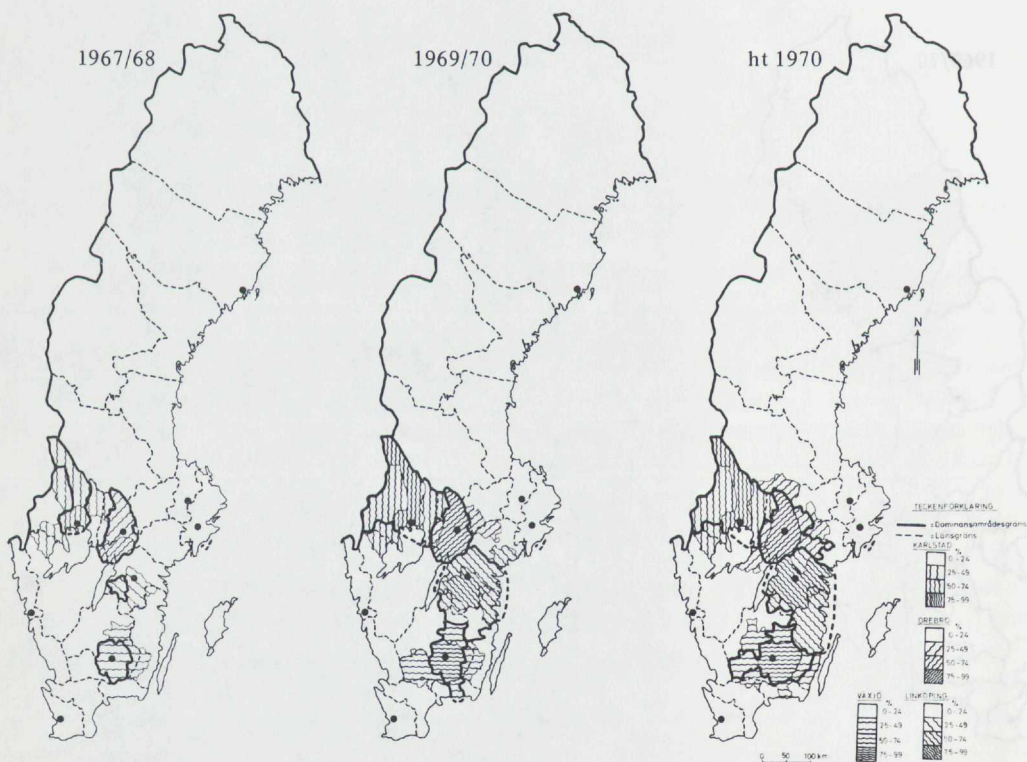 1967/68
1969/70
ht 1970
N
TECKENFÖRKLARING
=Dominansområdesgräns
=Länsgräns
KARLSTAD
%
0-24
25-49
50-74
75-99
ÖREBRO
%
0-24
25-49
50-74
75-99
VÄXJÖ
%
0-24
25-49
50-74
75-99
LINKÖPING
%
0-24
25-49
50-74
75-99
0 50 100 km